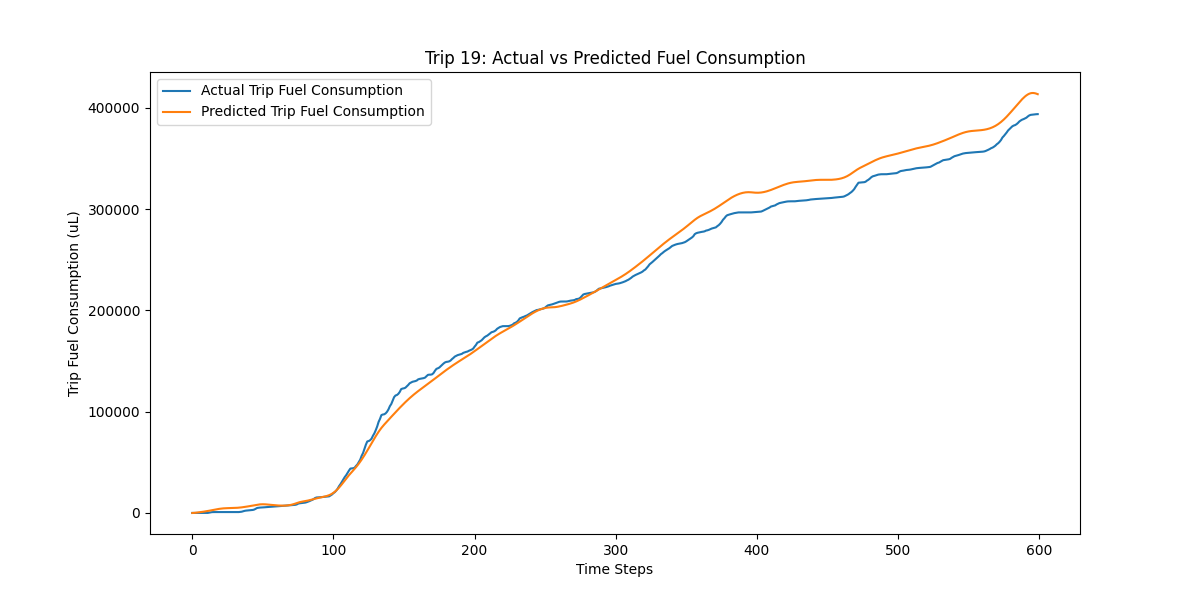 Trip 19: Actual vs Predicted Fuel Consumption
Actual Trip Fuel Consumption
Predicted Trip Fuel Consumption
Trip Fuel Consumption (uL)
400000
300000
200000
100000
0
0 100 200 300 400 500 600
Time Steps